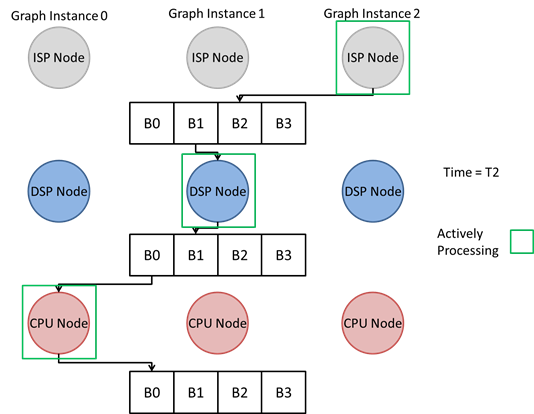 Graph Instance 0 Graph Instance 1 Graph Instance 2
ISP Node ISP Node ISP Node
B0 B1 B2 B3
DSP Node DSP Node DSP Node
Time = T2
Actively
Processing
B0 B1 B2 B3
CPU Node CPU Node CPU Node
B0 B1 B2 B3